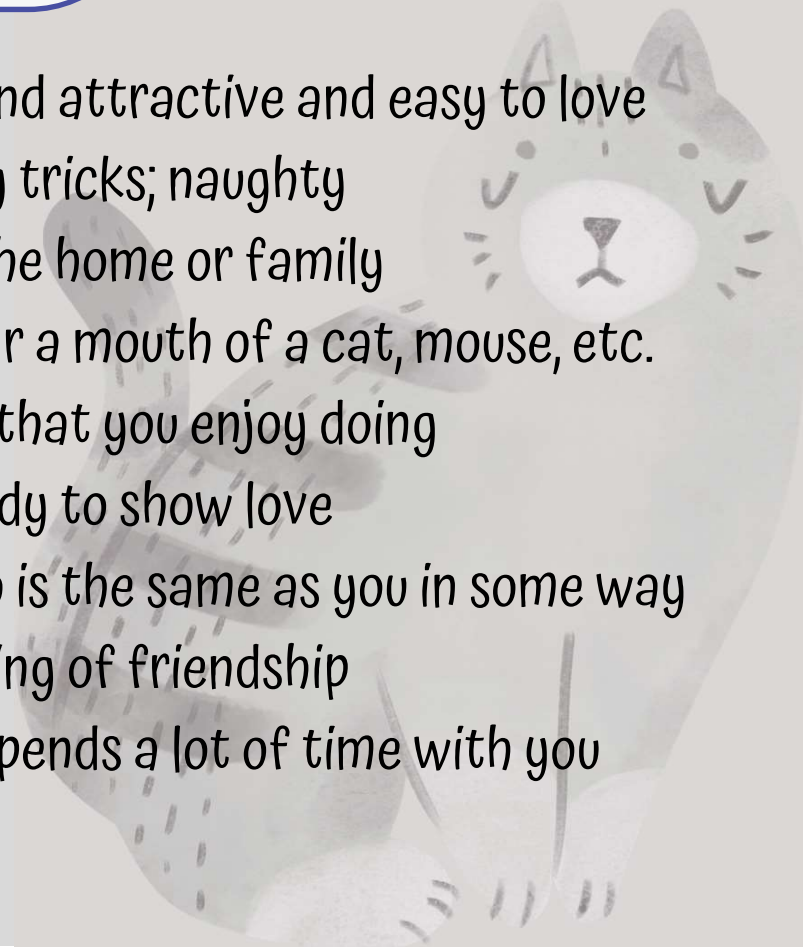 nd attractive and easy to love
tricks; naughty
he home or family
r a mouth of a cat, mouse, etc.
that you enjoy doing
dy to show love
is the same as you in some way
ng of friendship
pends a lot of time with you